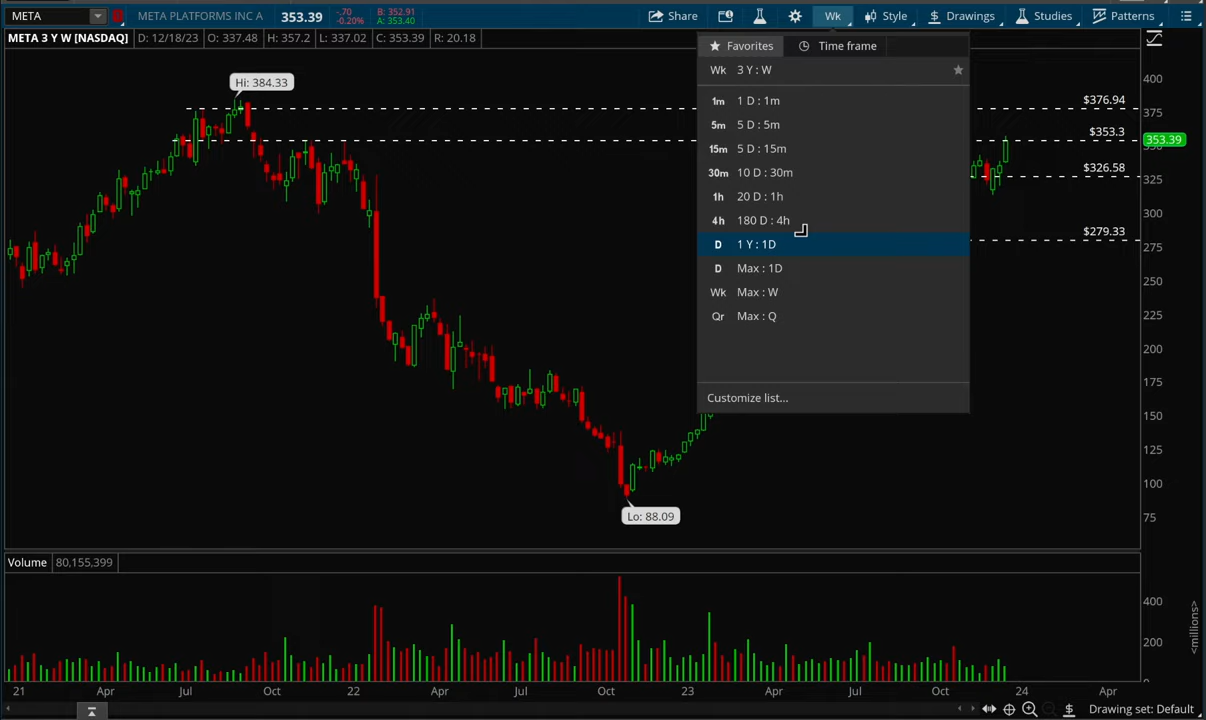 META
META PLATFORMS INC A
353.39
-.70
-0.20%
B: 352.91
A: 353.40
Share
Wk
Style
Drawings
Studies
Patterns
META 3 Y W [NASDAQ]
D: 12/18/23
O: 337.48
H: 357.2
L: 337.02
C: 353.39
R: 20.18
Favorites
Time frame
Wk 3 Y : W
1m 1 D : 1m
5m 5 D : 5m
15m 5 D : 15m
30m 10 D : 30m
1h 20 D : 1h
4h 180 D : 4h
D 1 Y : 1D
D Max : 1D
Wk Max : W
Qr Max : Q
Customize list...
Hi: 384.33
Lo: 88.09
$376.94
$353.3
$326.58
$279.33
400
375
353.39
325
300
275
250
225
200
175
150
125
100
75
Volume
80,155,399
400
200
<millions>
21
Apr
Jul
Oct
22
Apr
Jul
Oct
23
Apr
Jul
Oct
24
Apr
Drawing set: Default